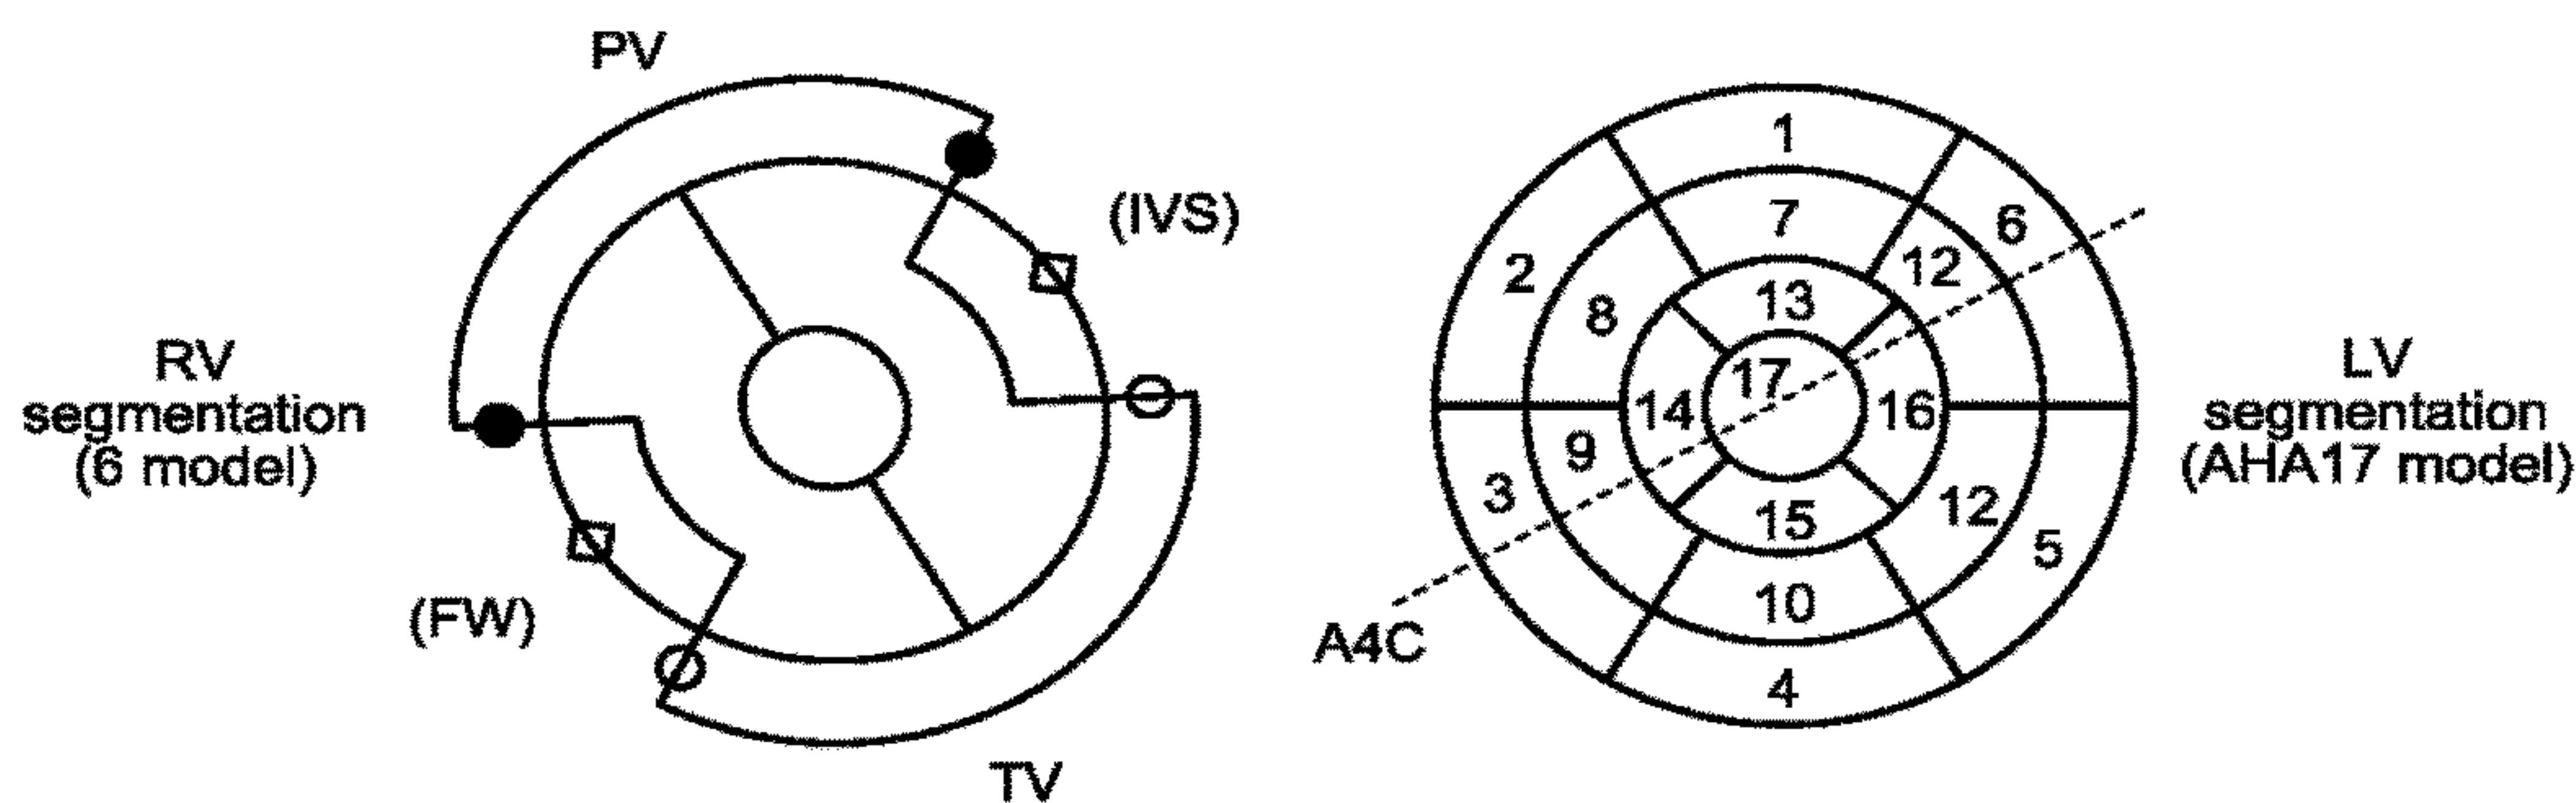 PV
(IVS)
RV
segmentation
(6 model)
(FW)
TV
1
2
6
7
12
8
13
17
14
16
9
3
15
12
5
10
4
A4C
LV
segmentation
(AHA17 model)